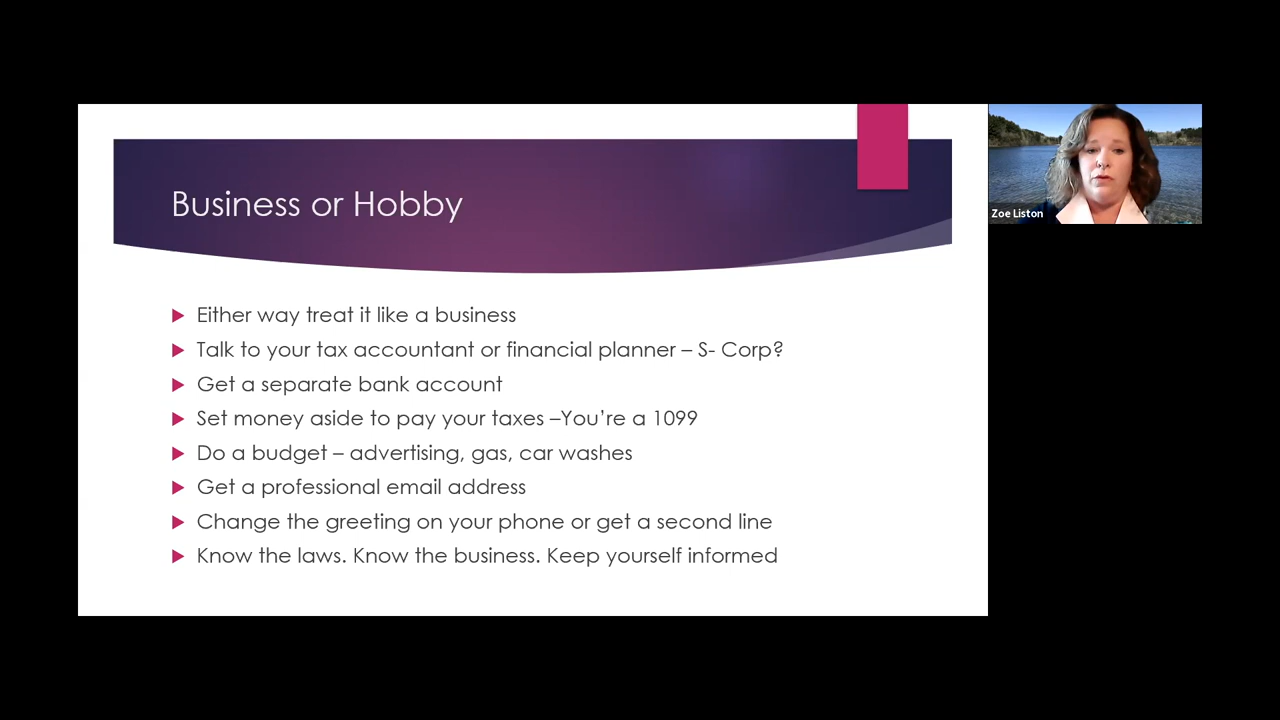 Business or Hobby
Either way treat it like a business
Talk to your tax accountant or financial planner – S- Corp?
Get a separate bank account
Set money aside to pay your taxes –You're a 1099
Do a budget – advertising, gas, car washes
Get a professional email address
Change the greeting on your phone or get a second line
Know the laws. Know the business. Keep yourself informed
Zoe Liston